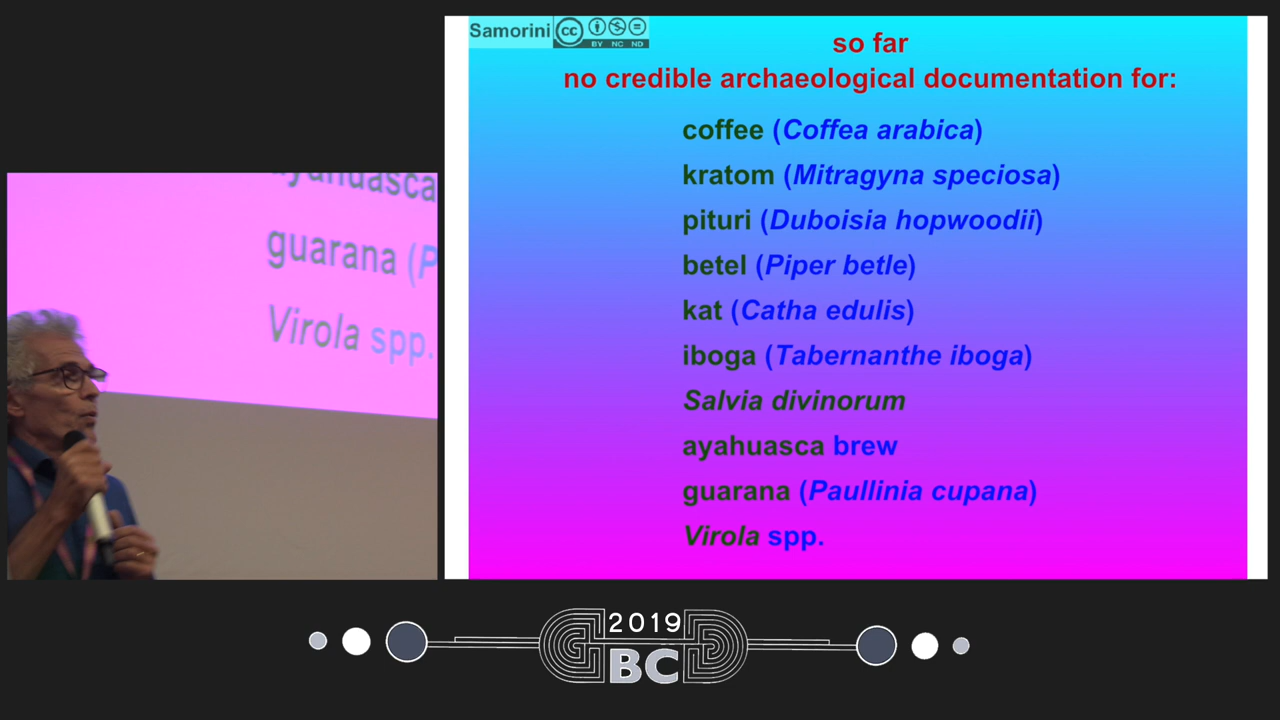 Samorini cc
BY NC ND
so far
no credible archaeological documentation for:
coffee (Coffea arabica)
kratom (Mitragyna speciosa)
pituri (Duboisia hopwoodii)
betel (Piper betle)
kat (Catha edulis)
iboga (Tabernanthe iboga)
Salvia divinorum
ayahuasca brew
guarana (Paullinia cupana)
Virola spp.
ayahuasca
guarana (P
Virola spp.
2019
BC